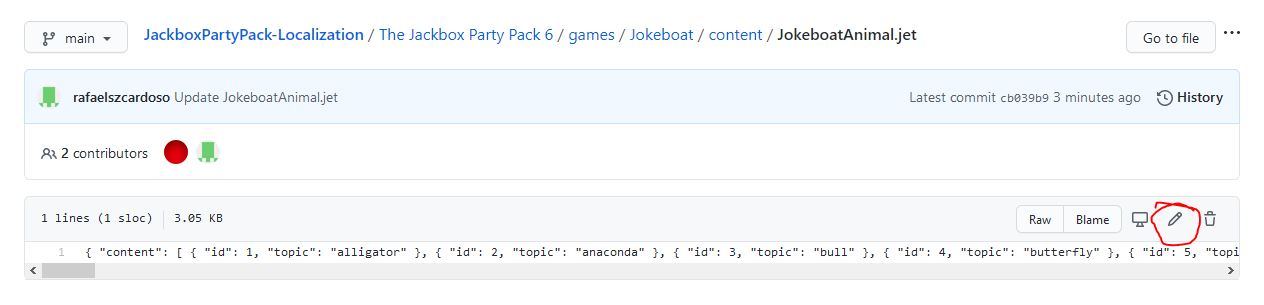 main JackboxPartyPack-Localization / The Jackbox Party Pack 6 / games / Jokeboat / content / JokeboatAnimal.jet Go to file ...
rafaelszcardoso Update JokeboatAnimal.jet Latest commit cb039b9 3 minutes ago History
2 contributors
1 lines (1 sloc) 3.05 KB Raw Blame
1 { "content": [ { "id": 1, "topic": "alligator" }, { "id": 2, "topic": "anaconda" }, { "id": 3, "topic": "bull" }, { "id": 4, "topic": "butterfly" }, { "id": 5, "topi